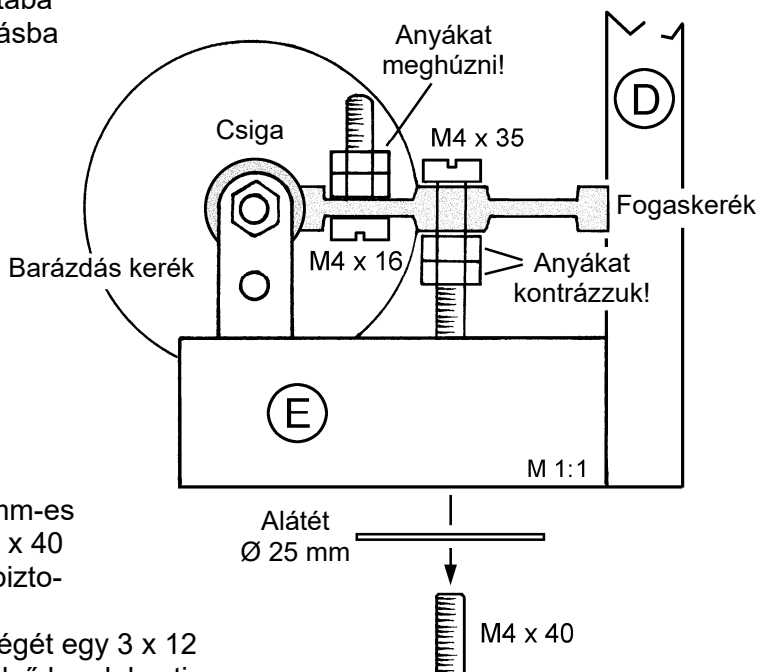 ásba
Anyákat
meghúzni!
D
Csiga
M4 x 35
Fogaskerék
Barázdás kerék
M4 x 16
Anyákat
kontrázzuk!
E
M 1:1
mm-es
x 40
bizto-
Alátét
Ø 25 mm
M4 x 40
égét egy 3 x 12